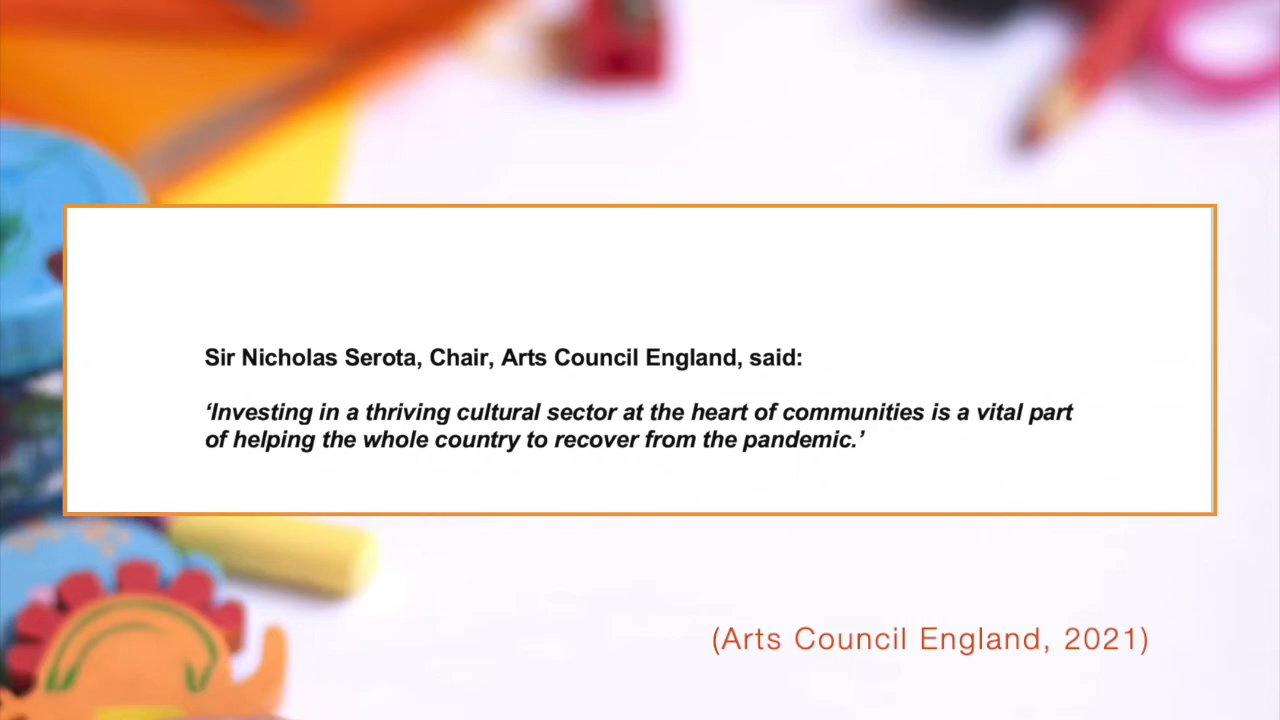 Sir Nicholas Serota, Chair, Arts Council England, said:
‘Investing in a thriving cultural sector at the heart of communities is a vital part
of helping the whole country to recover from the pandemic.’
(Arts Council England, 2021)